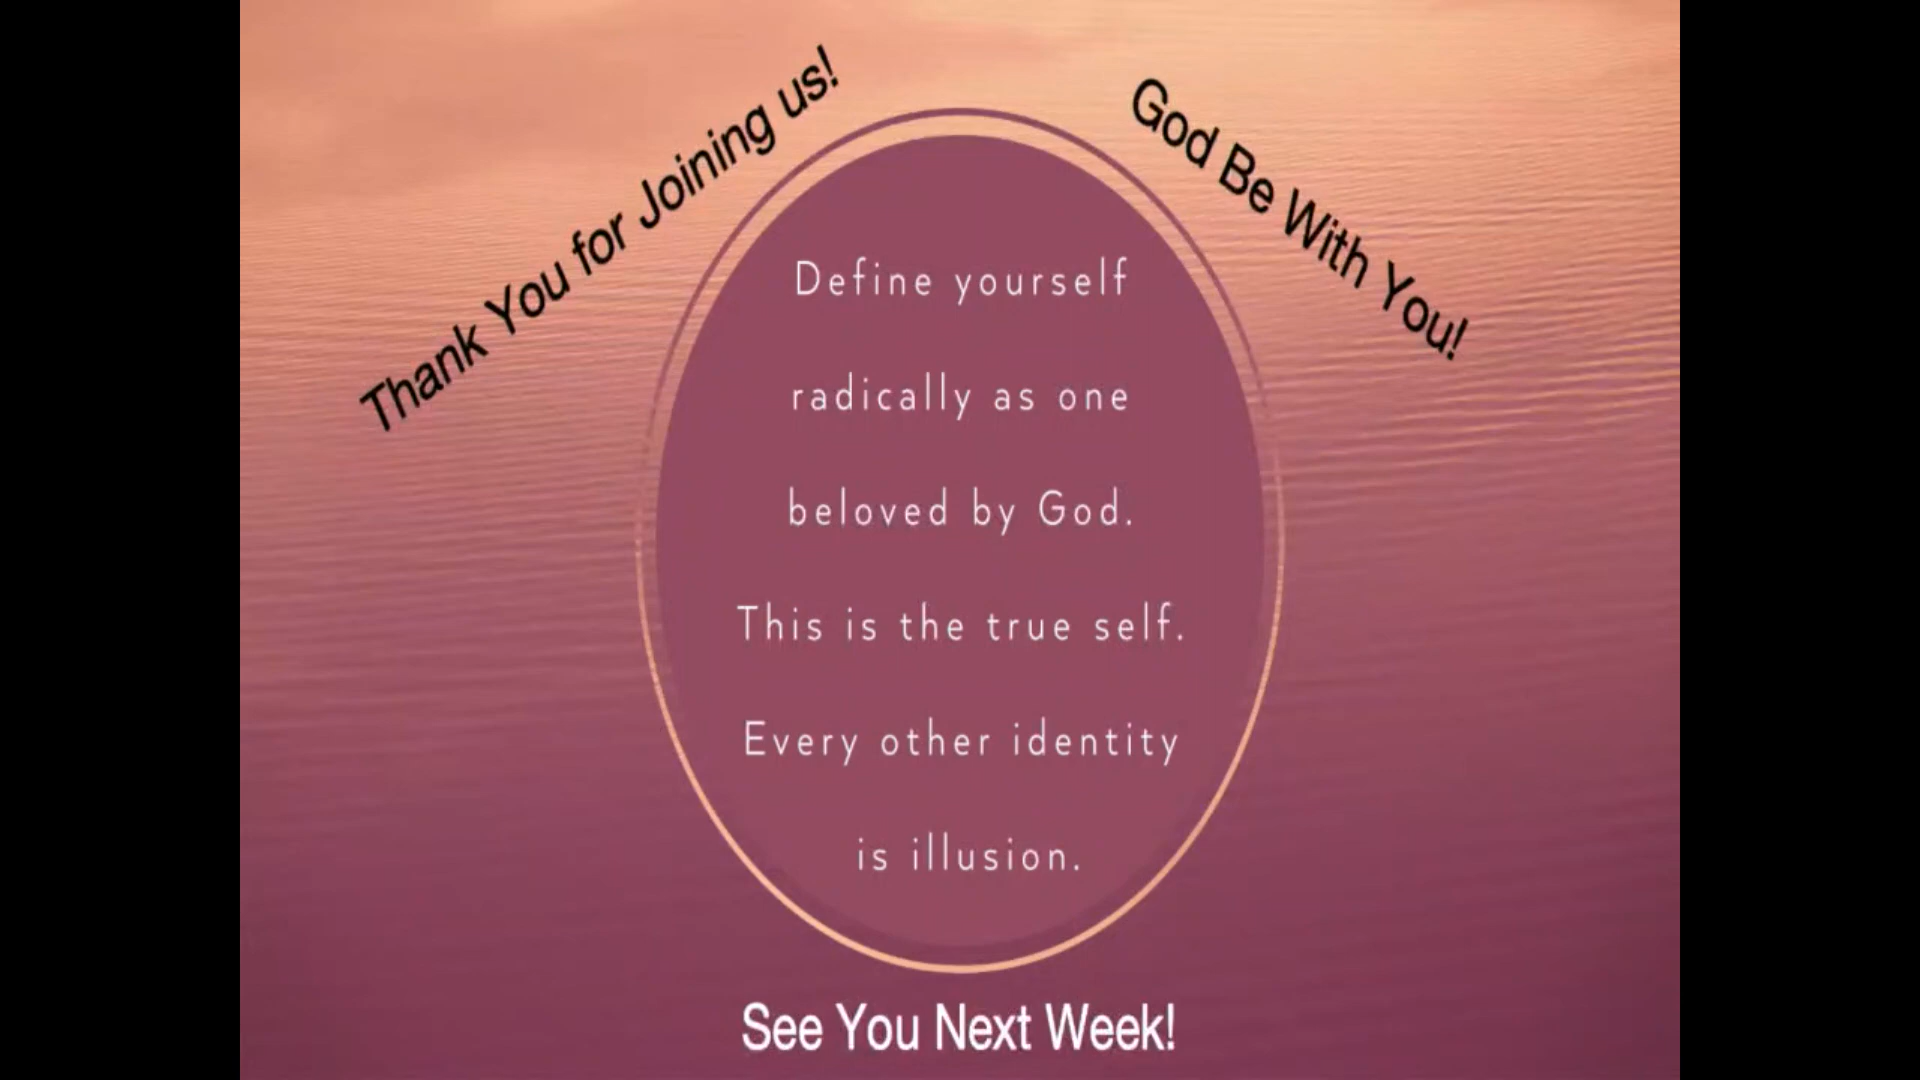 Thank You for Joining us!
God Be With You!
Define yourself
radically as one
beloved by God.
This is the true self.
Every other identity
is illusion.
See You Next Week!